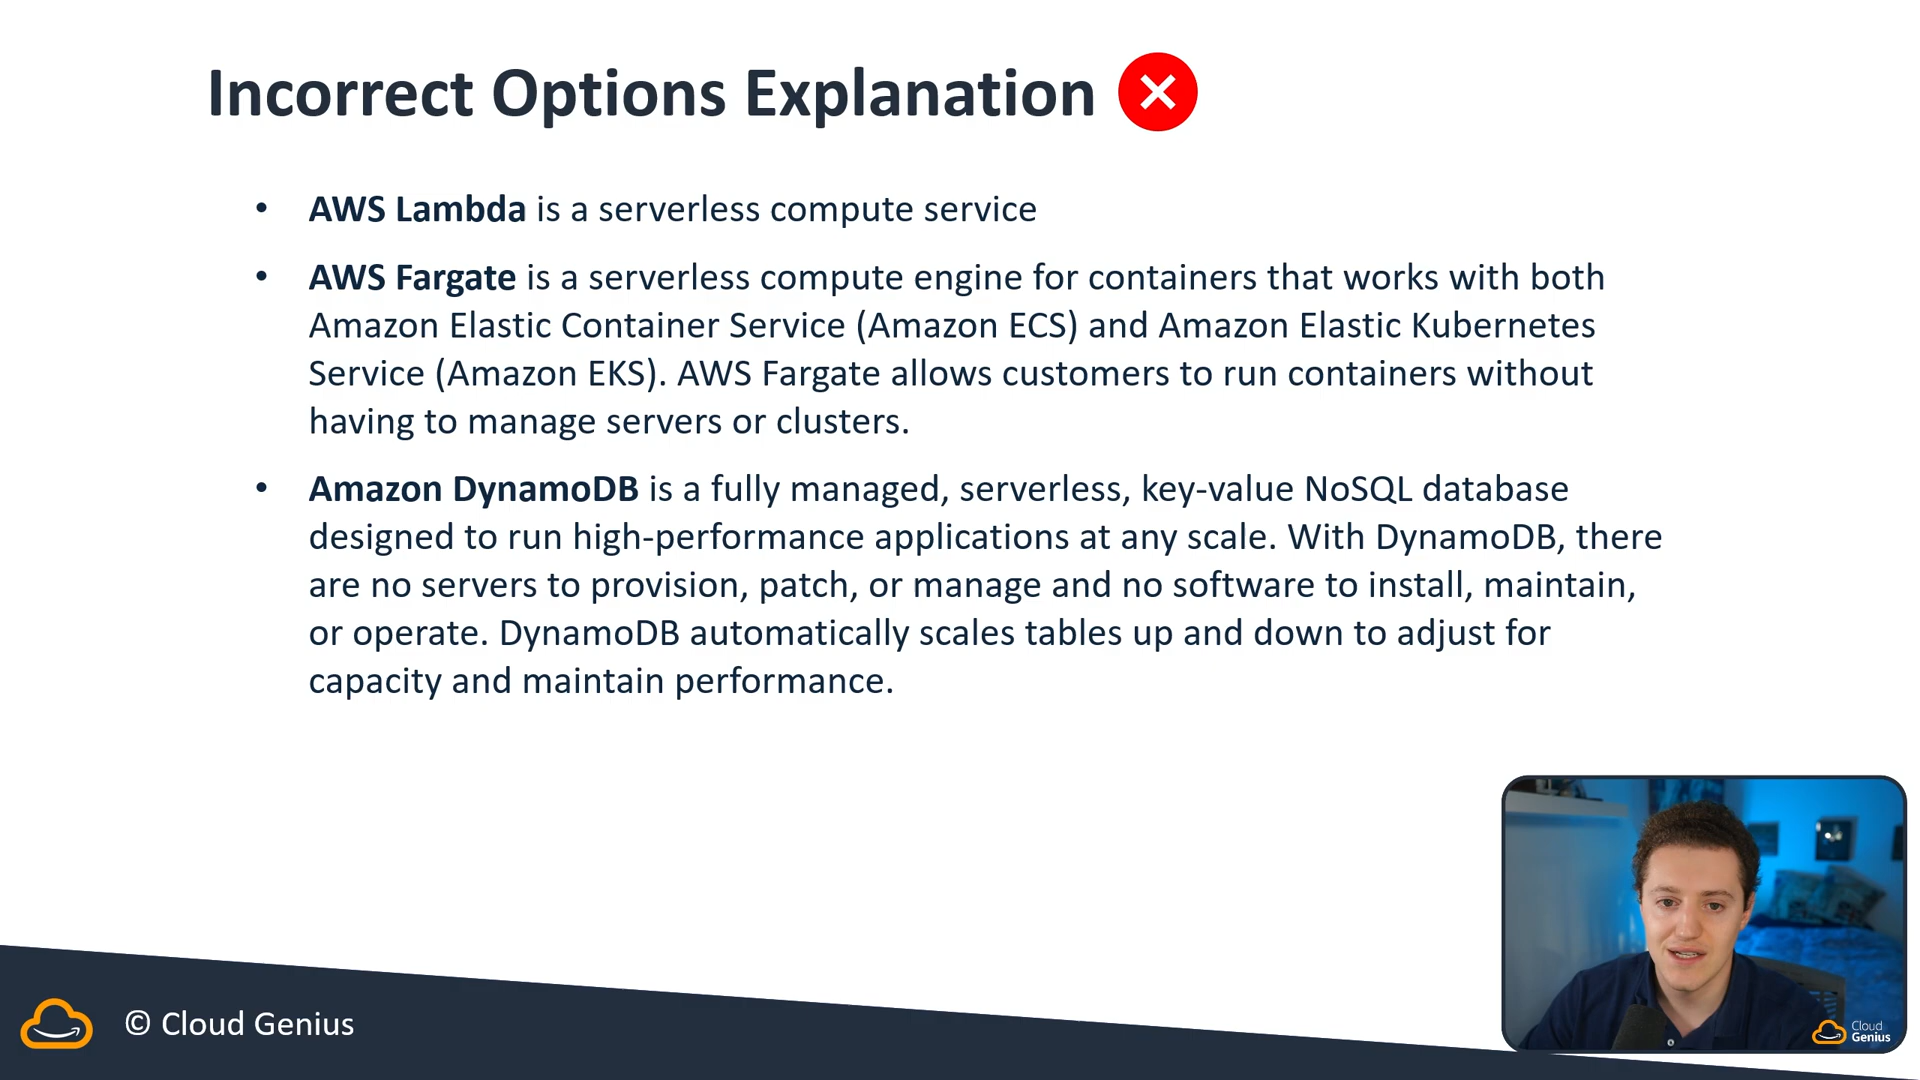 Incorrect Options Explanation
• AWS Lambda is a serverless compute service
• AWS Fargate is a serverless compute engine for containers that works with both
Amazon Elastic Container Service (Amazon ECS) and Amazon Elastic Kubernetes
Service (Amazon EKS). AWS Fargate allows customers to run containers without
having to manage servers or clusters.
• Amazon DynamoDB is a fully managed, serverless, key-value NoSQL database
designed to run high-performance applications at any scale. With DynamoDB, there
are no servers to provision, patch, or manage and no software to install, maintain,
or operate. DynamoDB automatically scales tables up and down to adjust for
capacity and maintain performance.
© Cloud Genius
Cloud
Genius